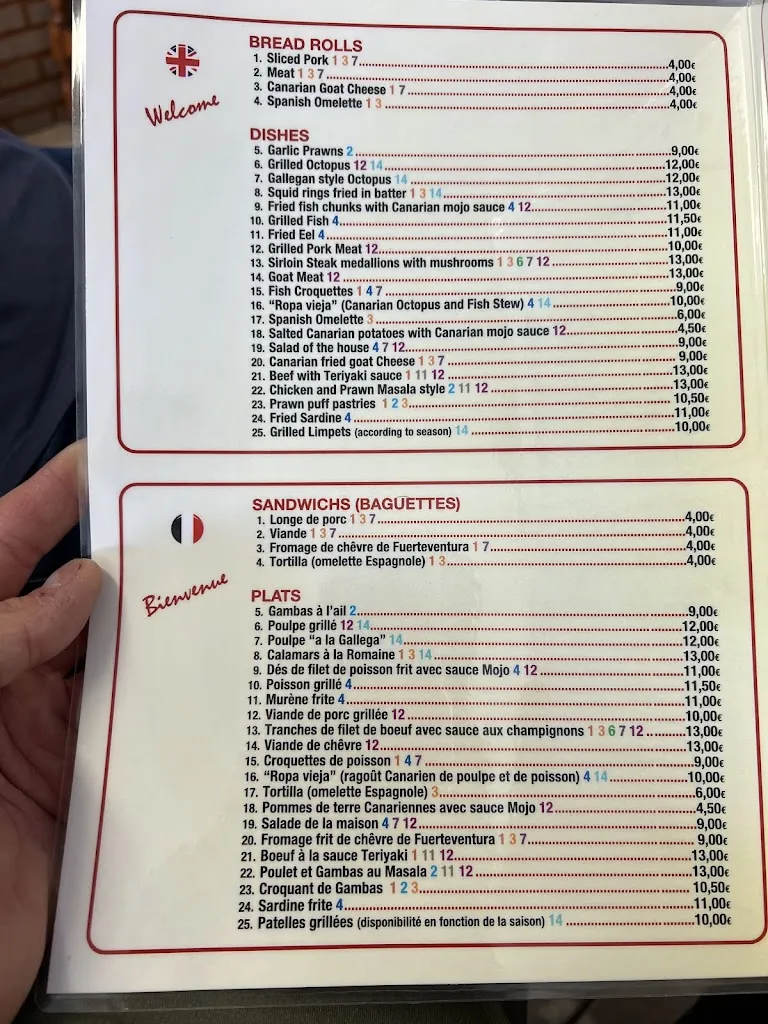 Welcome
BREAD ROLLS
1. Sliced Pork 1 3 7 4,00€
2. Meat 1 3 7 4,00€
3. Canarian Goat Cheese 1 7 4,00€
4. Spanish Omelette 1 3 4,00€
DISHES
5. Garlic Prawns 2 9,00€
6. Grilled Octopus 12 14 12,00€
7. Gallegan style Octopus 14 12,00€
8. Squid rings fried in batter 1 3 14 13,00€
9. Fried fish chunks with Canarian mojo sauce 4 12 11,00€
10. Grilled Fish 4 11,50€
11. Fried Eel 4 11,00€
12. Grilled Pork Meat 12 10,00€
13. Sirloin Steak medallions with mushrooms 1 3 6 7 12 13,00€
14. Goat Meat 12 13,00€
15. Fish Croquettes 1 4 7 9,00€
16. “Ropa vieja” (Canarian Octopus and Fish Stew) 4 14 10,00€
17. Spanish Omelette 3 6,00€
18. Salted Canarian potatoes with Canarian mojo sauce 12 4,50€
19. Salad of the house 4 7 12 9,00€
20. Canarian fried goat Cheese 1 3 7 9,00€
21. Beef with Teriyaki sauce 1 11 12 13,00€
22. Chicken and Prawn Masala style 2 11 12 13,00€
23. Prawn puff pastries 1 2 3 10,50€
24. Fried Sardine 4 11,00€
25. Grilled Limpets (according to season) 14 10,00€
Bienvenue
SANDWICHS (BAGUETTES)
1. Longe de porc 1 3 7 4,00€
2. Viande 1 3 7 4,00€
3. Fromage de chêvre de Fuerteventura 1 7 4,00€
4. Tortilla (omelette Espagnole) 1 3 4,00€
PLATS
5. Gambas à l’ail 2 9,00€
6. Poulpe grillé 12 14 12,00€
7. Poulpe “a la Gallega” 14 12,00€
8. Calamars à la Romaine 1 3 14 13,00€
9. Dés de filet de poisson frit avec sauce Mojo 4 12 11,00€
10. Poisson grillé 4 11,50€
11. Murène frite 4 11,00€
12. Viande de porc grillée 12 10,00€
13. Tranches de filet de boeuf avec sauce aux champignons 1 3 6 7 12 13,00€
14. Viande de chêvre 12 13,00€
15. Croquettes de poisson 1 4 7 9,00€
16. “Ropa vieja” (ragoût Canarien de poulpe et de poisson) 4 14 10,00€
17. Tortilla (omelette Espagnole) 3 6,00€
18. Pommes de terre Canariennes avec sauce Mojo 12 4,50€
19. Salade de la maison 4 7 12 9,00€
20. Fromage frit de chêvre de Fuerteventura 1 3 7 9,00€
21. Boeuf à la sauce Teriyaki 1 11 12 13,00€
22. Poulet et Gambas au Masala 2 11 12 13,00€
23. Croquant de Gambas 1 2 3 10,50€
24. Sardine frite 4 11,00€
25. Patelles grillées (disponibilité en fonction de la saison) 14 10,00€